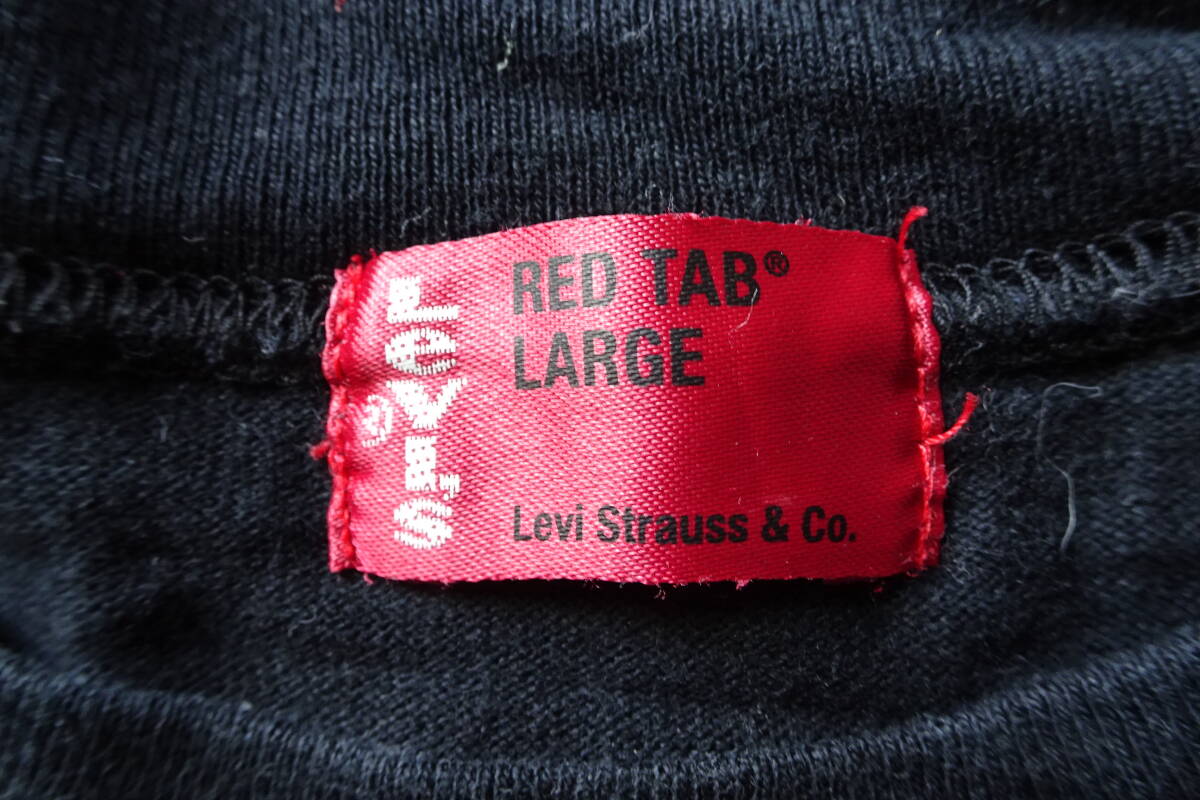 LEVI'S®
RED TAB®
LARGE
Levi Strauss & Co.